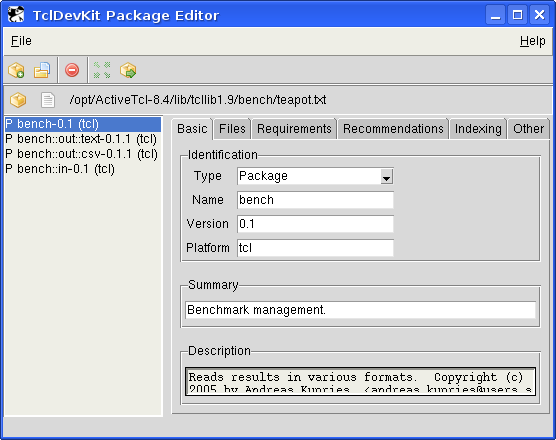 TclDevKit Package Editor
File Help
/opt/ActiveTcl-8.4/lib/tcllib1.9/bench/teapot.txt
P bench-0.1 (tcl)
P bench::out::text-0.1.1 (tcl)
P bench::out::csv-0.1.1 (tcl)
P bench::in-0.1 (tcl)
Basic Files Requirements Recommendations Indexing Other
Identification
Type Package
Name bench
Version 0.1
Platform tcl
Summary
Benchmark management.
Description
Reads results in various formats. Copyright (c)
2005 by Andreas Kupries <andreas_kupries@users.s